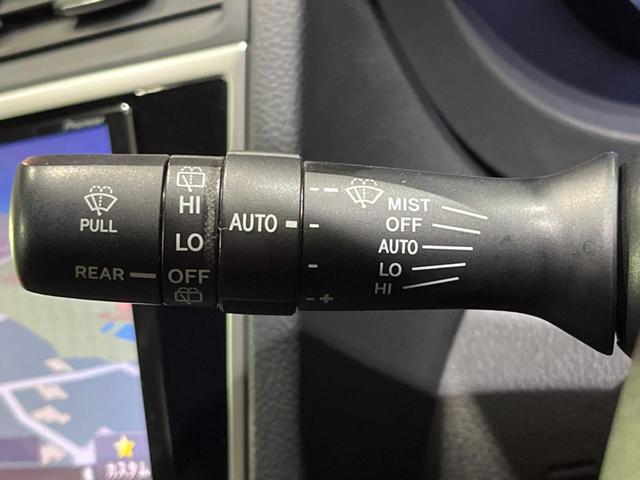 PULL
REAR
HI
LO
OFF
AUTO
- -
-
-
- +
MIST
OFF
AUTO
LO
HI
カスタム